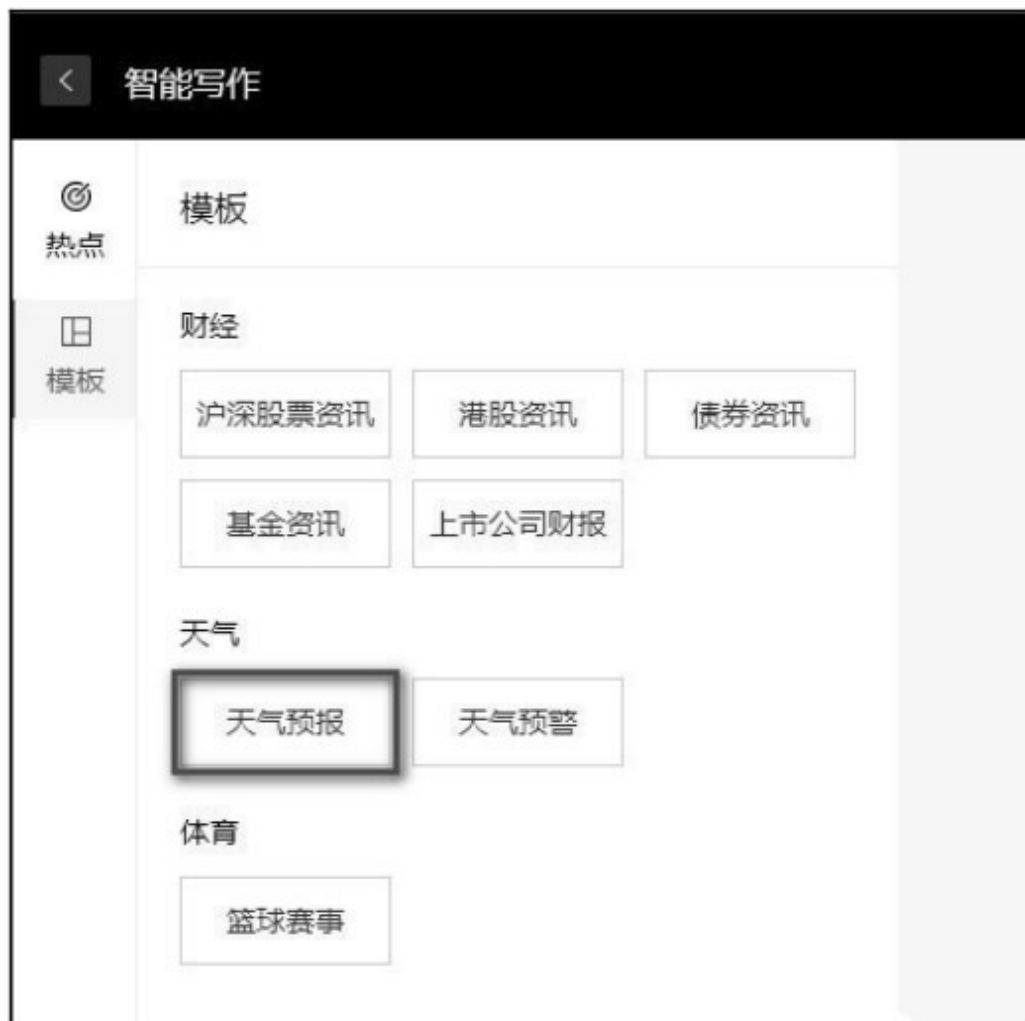 智能写作
热点
模板
模板
财经
沪深股票资讯 港股资讯 债券资讯
基金资讯 上市公司财报
天气
天气预报 天气预警
体育
篮球赛事